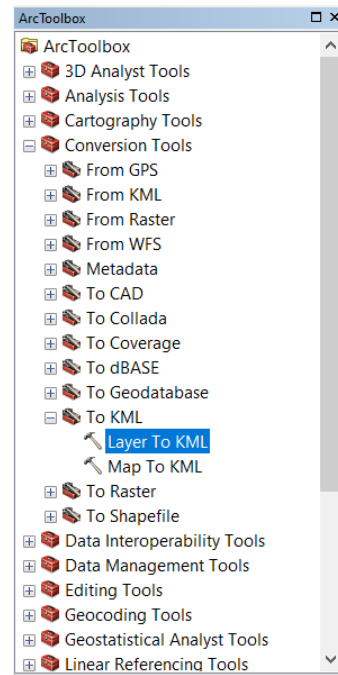 ArcToolbox
ArcToolbox
3D Analyst Tools
Analysis Tools
Cartography Tools
Conversion Tools
From GPS
From KML
From Raster
From WFS
Metadata
To CAD
To Collada
To Coverage
To dBASE
To Geodatabase
To KML
Layer To KML
Map To KML
To Raster
To Shapefile
Data Interoperability Tools
Data Management Tools
Editing Tools
Geocoding Tools
Geostatistical Analyst Tools
Linear Referencing Tools